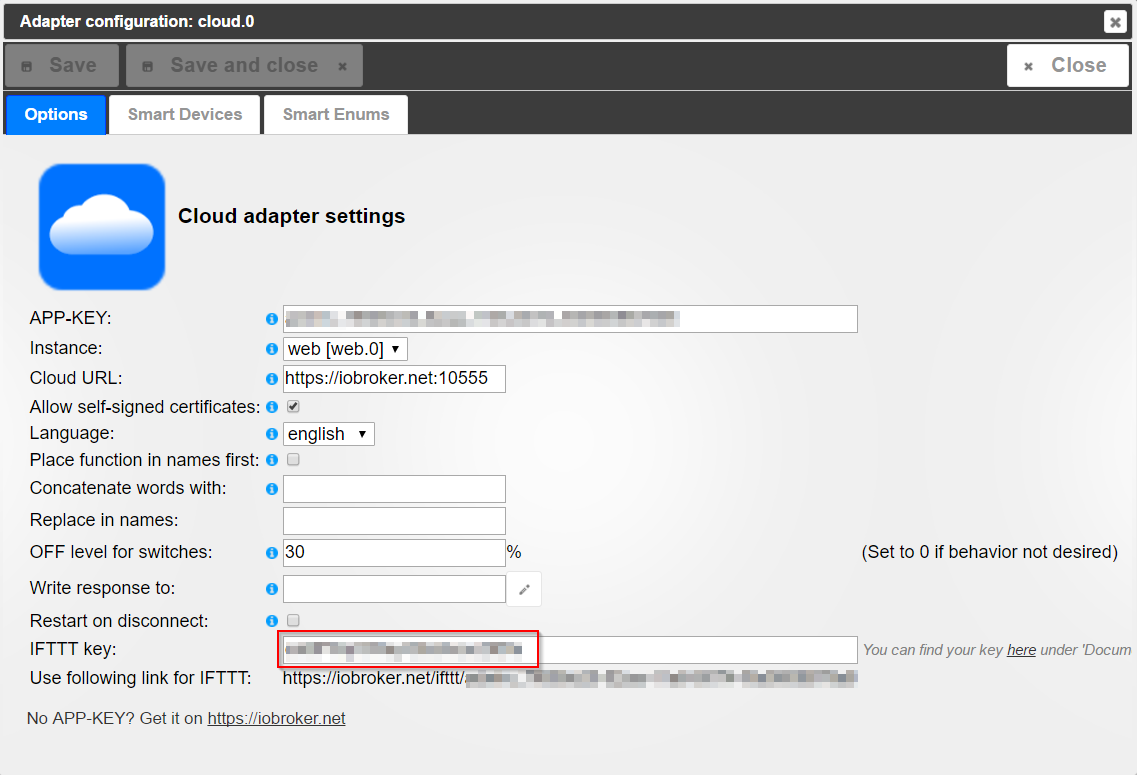 Adapter configuration: cloud.0
Save Save and close Close
Options Smart Devices Smart Enums
Cloud adapter settings
APP-KEY:
Instance: web [web.0]
Cloud URL: https://iobroker.net:10555
Allow self-signed certificates:
Language: english
Place function in names first:
Concatenate words with:
Replace in names:
OFF level for switches: 30 % (Set to 0 if behavior not desired)
Write response to:
Restart on disconnect:
IFTTT key: You can find your key here under 'Docum
Use following link for IFTTT: https://iobroker.net/ifttt/
No APP-KEY? Get it on https://iobroker.net